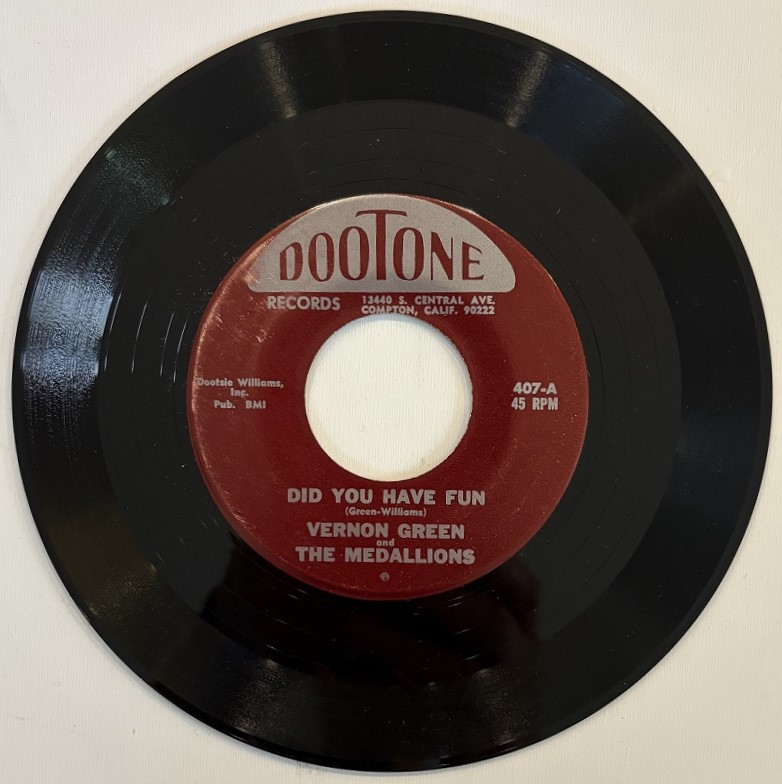 DOOTONE
RECORDS
13440 S. CENTRAL AVE.
COMPTON, CALIF. 90222
Dootsie Williams,
Inc.
Pub. BMI
407-A
45 RPM
DID YOU HAVE FUN
(Green-Williams)
VERNON GREEN
and
THE MEDALLIONS